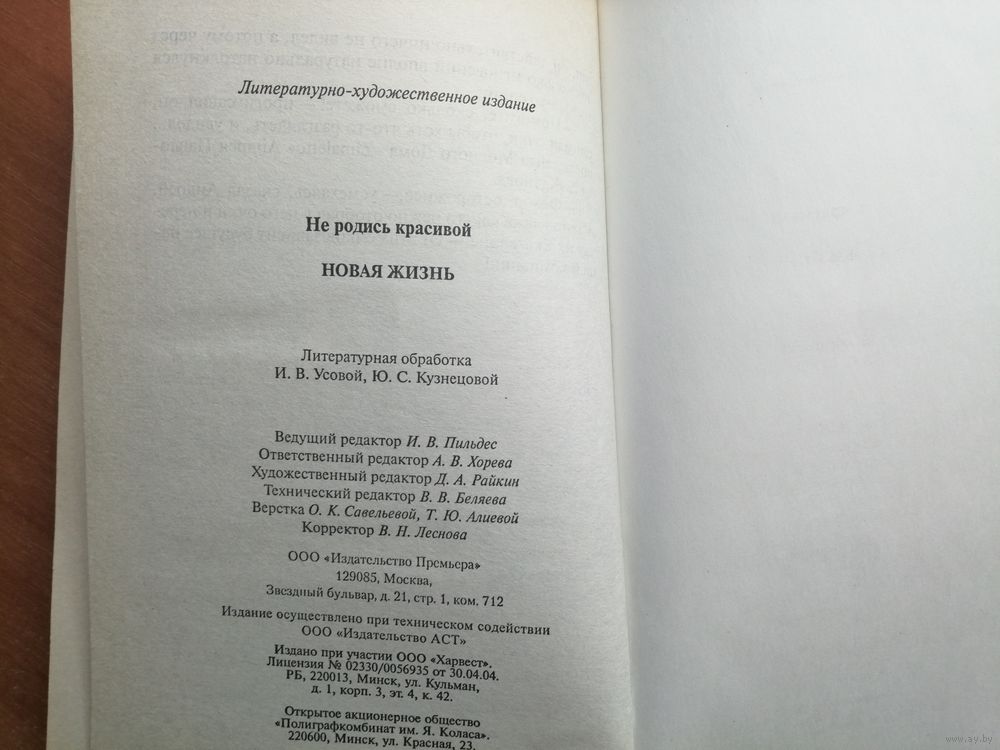 Литературно-художественное издание
Не родись красивой
НОВАЯ ЖИЗНЬ
Литературная обработка
И. В. Усовой, Ю. С. Кузнецовой
Ведущий редактор И. В. Пильдес
Ответственный редактор А. В. Хорева
Художественный редактор Д. А. Райкин
Технический редактор В. В. Беляева
Верстка О. К. Савельевой, Т. Ю. Алиевой
Корректор В. Н. Леснова
ООО «Издательство Премьера»
129085, Москва,
Звездный бульвар, д. 21, стр. 1, ком. 712
Издание осуществлено при техническом содействии
ООО «Издательство АСТ»
Издано при участии ООО «Харвест».
Лицензия № 02330/0056935 от 30.04.04.
РБ, 220013, Минск, ул. Кульман,
д. 1, корп. 3, эт. 4, к. 42.
Открытое акционерное общество
«Полиграфкомбинат им. Я. Коласа».
220600, Минск, ул. Красная, 23.
www.ay.by